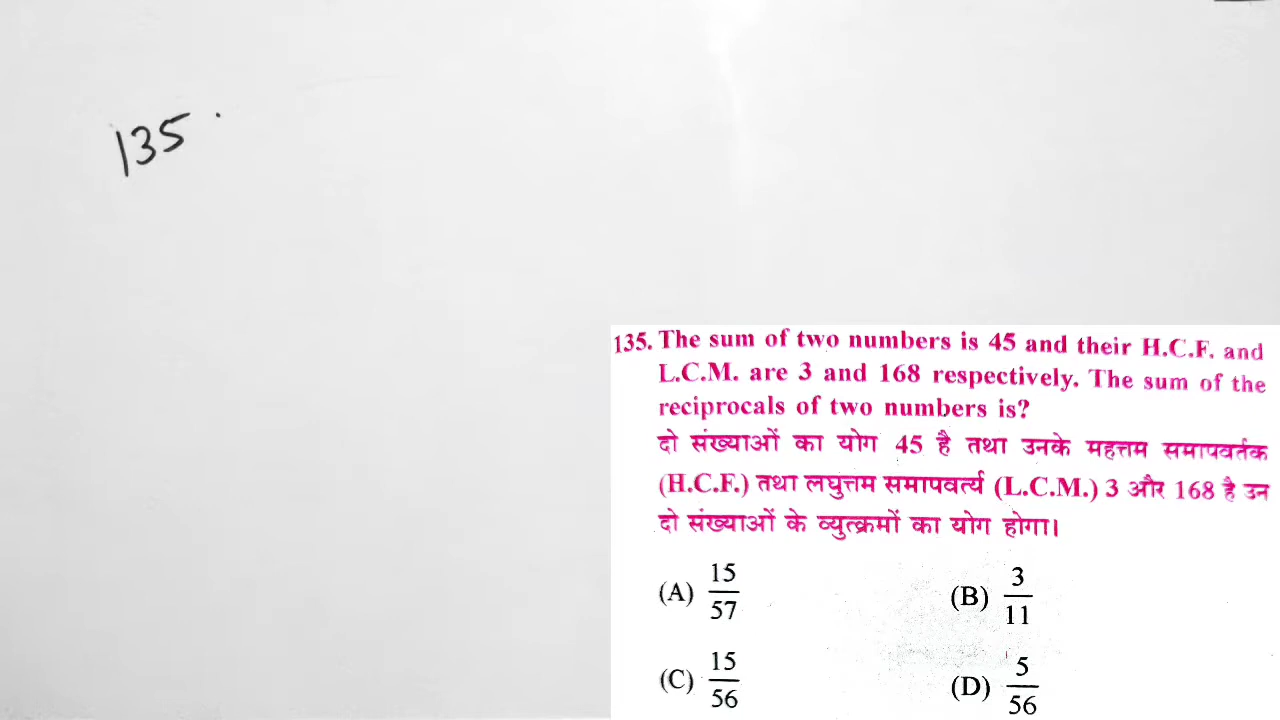 135.
135. The sum of two numbers is 45 and their H.C.F. and
L.C.M. are 3 and 168 respectively. The sum of the
reciprocals of two numbers is?
दो संख्याओं का योग 45 है तथा उनके महत्तम समापवर्तक
(H.C.F.) तथा लघुत्तम समापवर्त्य (L.C.M.) 3 और 168 है उन
दो संख्याओं के व्युत्क्रमों का योग होगा।
(A) 15/57 (B) 3/11
(C) 15/56 (D) 5/56